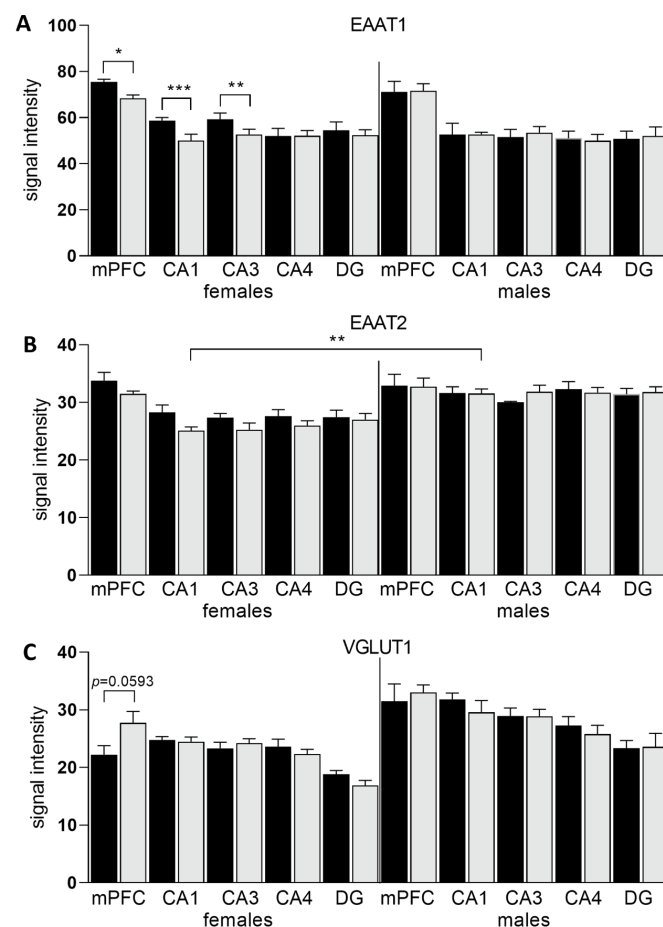 A
EAAT1
signal intensity
100
80
60
40
20
0
*
***
**
mPFC CA1 CA3 CA4 DG mPFC CA1 CA3 CA4 DG
females males
B
EAAT2
signal intensity
40
30
20
10
0
**
mPFC CA1 CA3 CA4 DG mPFC CA1 CA3 CA4 DG
females males
C
VGLUT1
signal intensity
40
30
20
10
0
p=0.0593
mPFC CA1 CA3 CA4 DG mPFC CA1 CA3 CA4 DG
females males